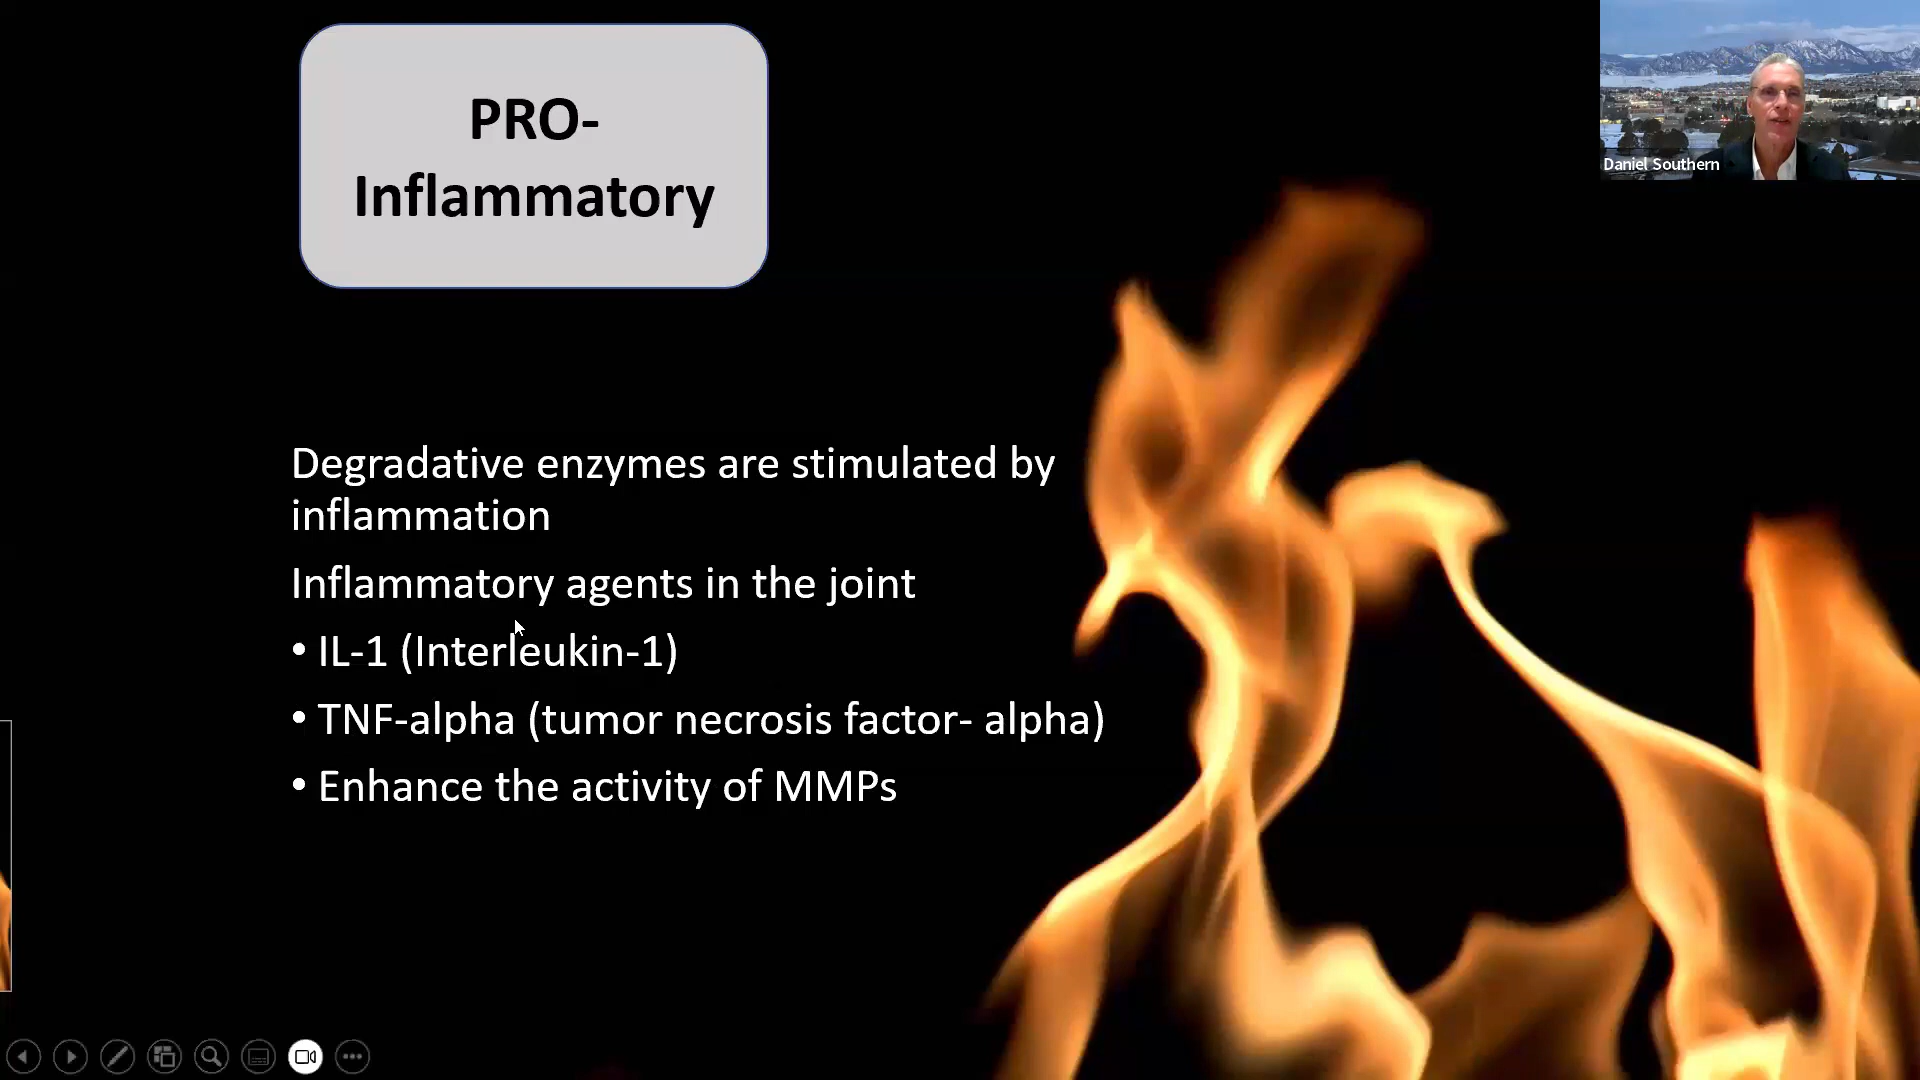 PRO-
Inflammatory
Daniel Southern
Degradative enzymes are stimulated by
inflammation
Inflammatory agents in the joint
• IL-1 (Interleukin-1)
• TNF-alpha (tumor necrosis factor- alpha)
• Enhance the activity of MMPs